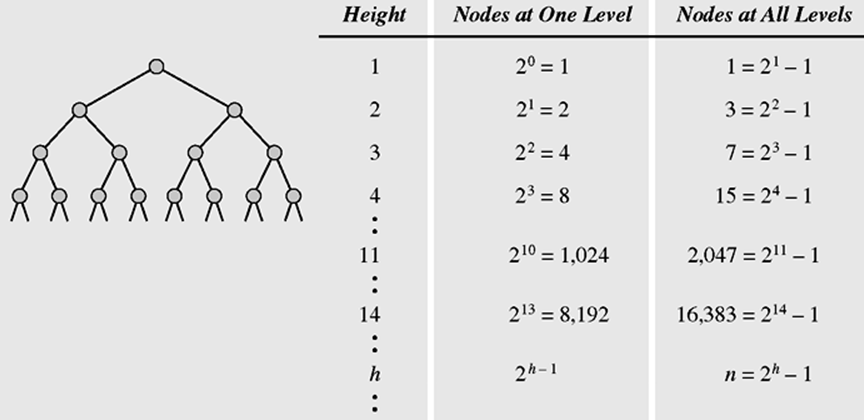 Height Nodes at One Level Nodes at All Levels
1 2⁰ = 1 1 = 2¹ – 1
2 2¹ = 2 3 = 2² – 1
3 2² = 4 7 = 2³ – 1
4 2³ = 8 15 = 2⁴ – 1
⋮
11 2¹⁰ = 1,024 2,047 = 2¹¹ – 1
⋮
14 2¹³ = 8,192 16,383 = 2¹⁴ – 1
⋮
h 2ʰ⁻¹ n = 2ʰ – 1
⋮